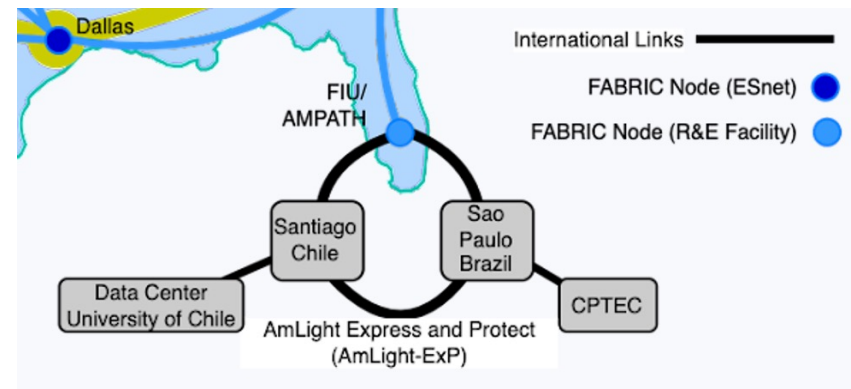 Dallas
International Links
FABRIC Node (ESnet)
FABRIC Node (R&E Facility)
FIU/
AMPATH
Santiago
Chile
Sao
Paulo
Brazil
Data Center
University of Chile
CPTEC
AmLight Express and Protect
(AmLight-ExP)